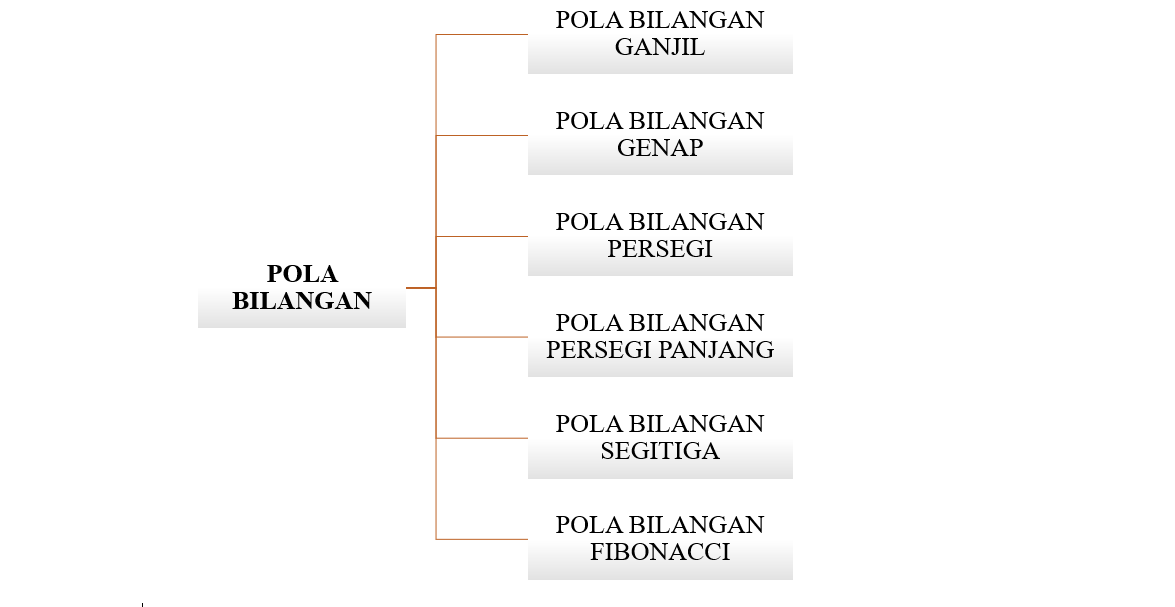 POLA BILANGAN
GANJIL
POLA BILANGAN
GENAP
POLA BILANGAN
PERSEGI
POLA
BILANGAN
POLA BILANGAN
PERSEGI PANJANG
POLA BILANGAN
SEGITIGA
POLA BILANGAN
FIBONACCI